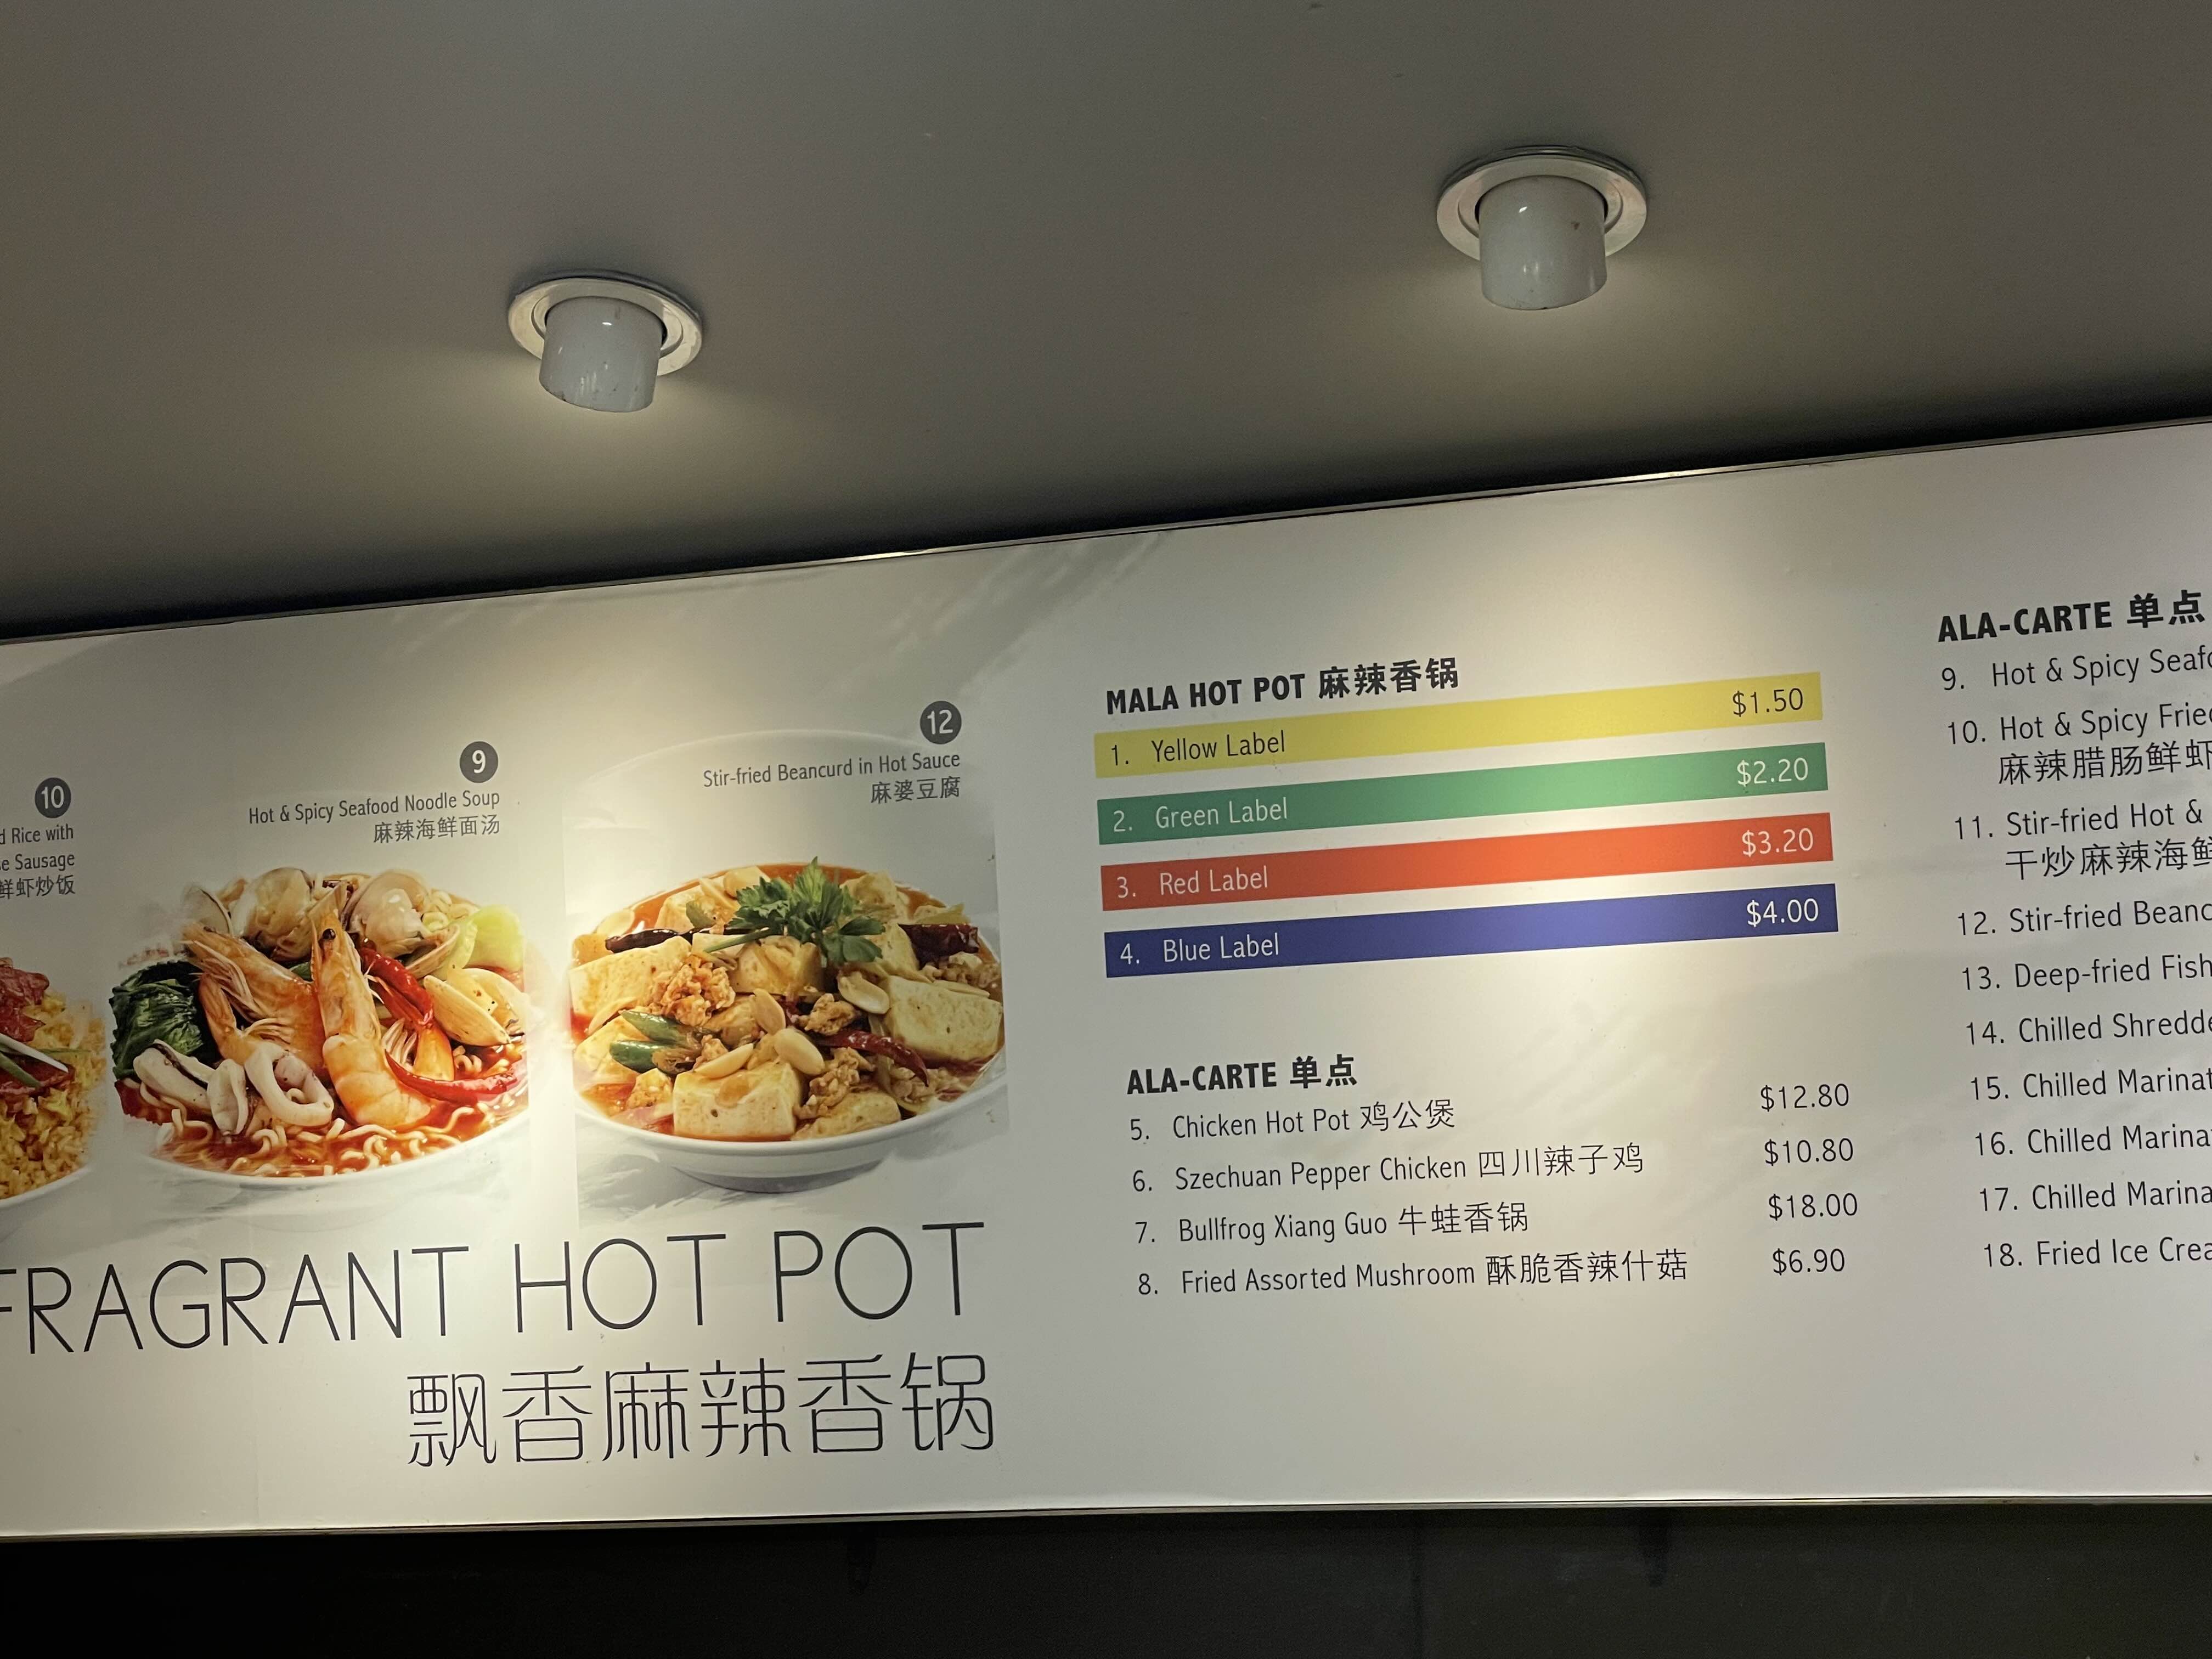 10
Rice with
Sausage
鲜虾炒饭
9
Hot & Spicy Seafood Noodle Soup
麻辣海鲜面汤
12
Stir-fried Beancurd in Hot Sauce
麻婆豆腐
FRAGRANT HOT POT
飘香麻辣香锅
MALA HOT POT 麻辣香锅
1. Yellow Label $1.50
2. Green Label $2.20
3. Red Label $3.20
4. Blue Label $4.00
ALA-CARTE 单点
5. Chicken Hot Pot 鸡公煲 $12.80
6. Szechuan Pepper Chicken 四川辣子鸡 $10.80
7. Bullfrog Xiang Guo 牛蛙香锅 $18.00
8. Fried Assorted Mushroom 酥脆香辣什菇 $6.90
ALA-CARTE 单点
9. Hot & Spicy
10. Hot & Spicy
麻辣腊肠鲜虾
11. Stir-fried Hot &
干炒麻辣海鲜
12. Stir-fried
13. Deep-fried Fish
14. Chilled
15. Chilled
16. Chilled
17. Chilled
18. Fried Ice